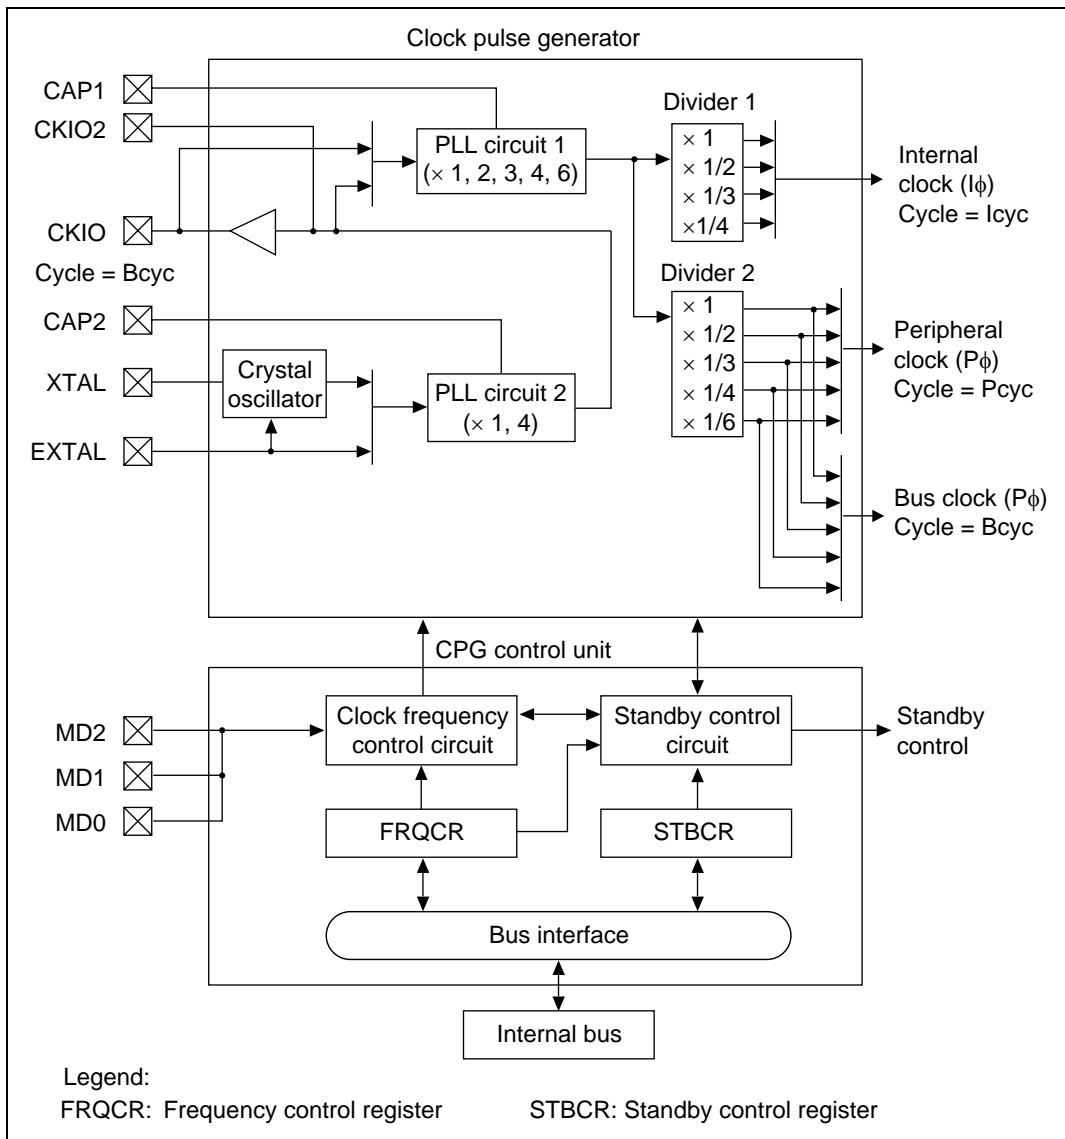 Clock pulse generator
CAP1
CKIO2
CKIO
Cycle = Bcyc
CAP2
XTAL
EXTAL
PLL circuit 1
(× 1, 2, 3, 4, 6)
Divider 1
× 1
× 1/2
× 1/3
×1/4
Internal
clock (Iϕ)
Cycle = Icyc
Crystal
oscillator
PLL circuit 2
(× 1, 4)
Divider 2
× 1
× 1/2
× 1/3
× 1/4
× 1/6
Peripheral
clock (Pϕ)
Cycle = Pcyc
Bus clock (Pϕ)
Cycle = Bcyc
CPG control unit
MD2
MD1
MD0
Clock frequency
control circuit
Standby control
circuit
Standby
control
FRQCR
STBCR
Bus interface
Internal bus
Legend:
FRQCR: Frequency control register
STBCR: Standby control register